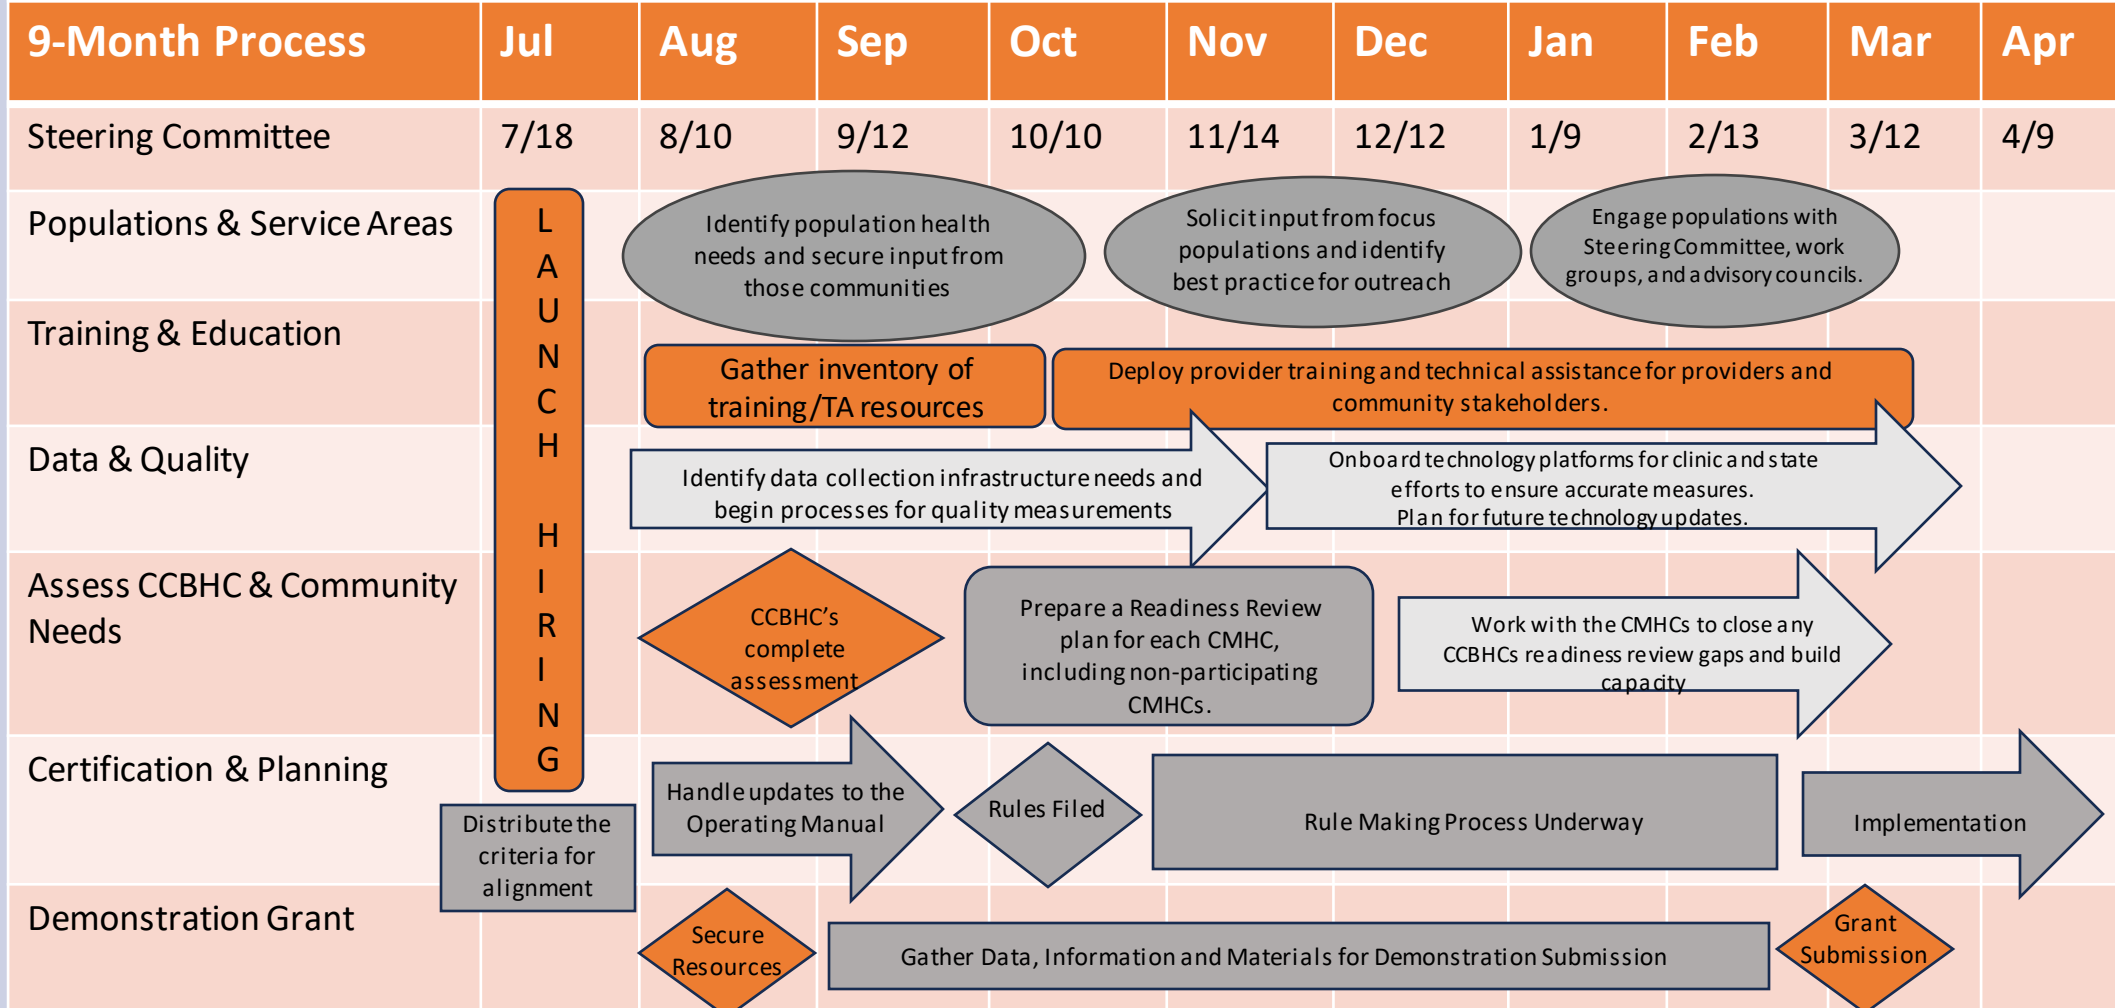 9-Month Process Jul Aug Sep Oct Nov Dec Jan Feb Mar Apr
Steering Committee 7/18 8/10 9/12 10/10 11/14 12/12 1/9 2/13 3/12 4/9
LAUNCH HIRING
Populations & Service Areas
Identify population health
needs and secure input from
those communities
Solicit input from focus
populations and identify
best practice for outreach
Engage populations with
Steering Committee, work
groups, and advisory councils.
Training & Education
Gather inventory of
training/TA resources
Deploy provider training and technical assistance for providers and
community stakeholders.
Data & Quality
Identify data collection infrastructure needs and
begin processes for quality measurements
Onboard technology platforms for clinic and state
efforts to ensure accurate measures.
Plan for future technology updates.
Assess CCBHC & Community
Needs
CCBHC's
complete
assessment
Prepare a Readiness Review
plan for each CMHC,
including non-participating
CMHCs.
Work with the CMHCs to close any
CCBHCs readiness review gaps and build
capacity
Certification & Planning
Distribute the
criteria for
alignment
Handle updates to the
Operating Manual
Rules Filed
Rule Making Process Underway
Implementation
Demonstration Grant
Secure
Resources
Gather Data, Information and Materials for Demonstration Submission
Grant
Submission